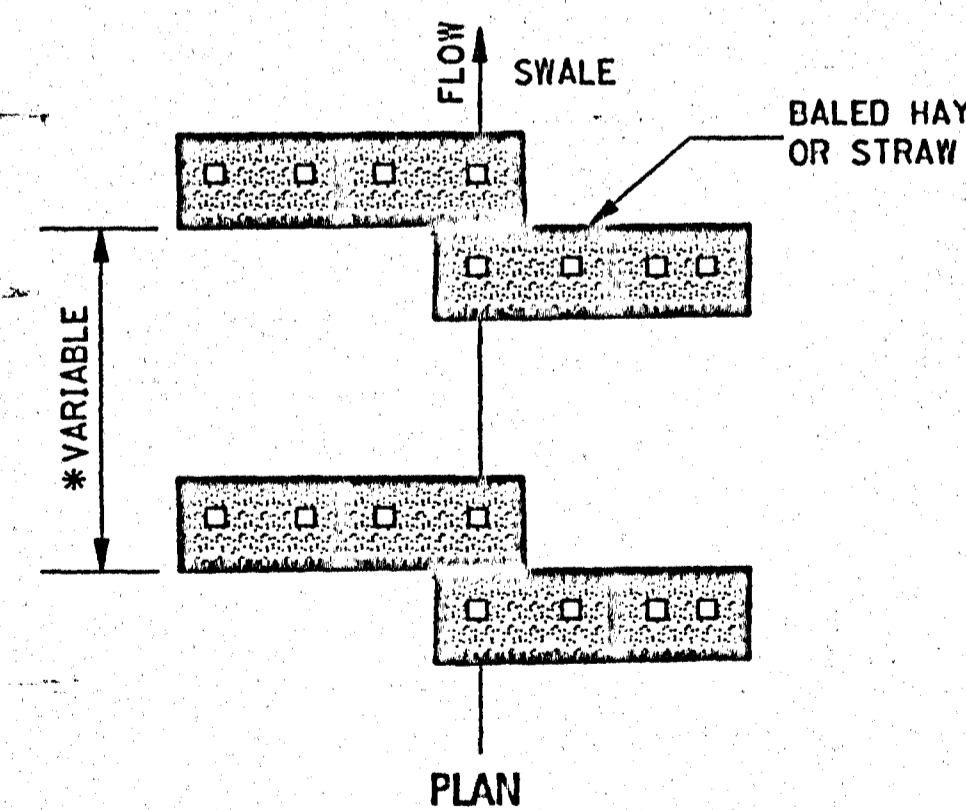 FLOW
SWALE
BALED HAY
OR STRAW
*VARIABLE
PLAN